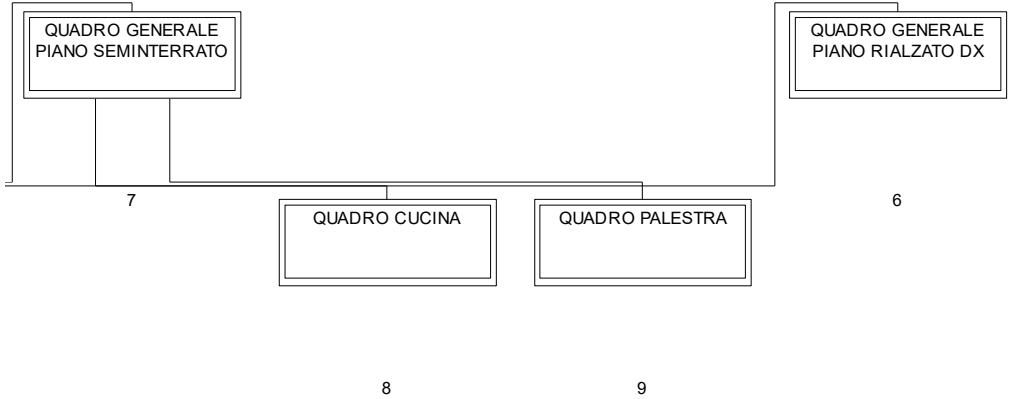 QUADRO GENERALE
PIANO SEMINTERRATO
QUADRO GENERALE
PIANO RIALZATO DX
7
6
QUADRO CUCINA
QUADRO PALESTRA
8
9